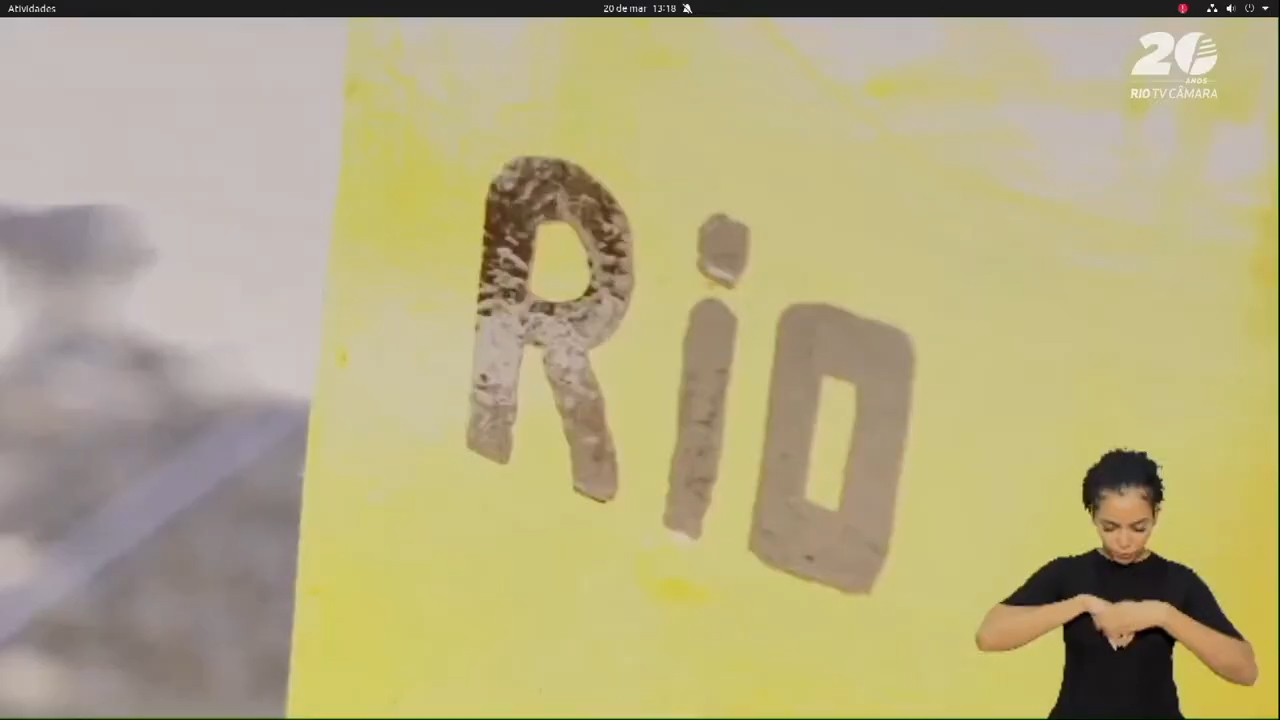 Atividades
20 de mar 13:18
20
ANOS
RIO TV CÂMARA
Rio